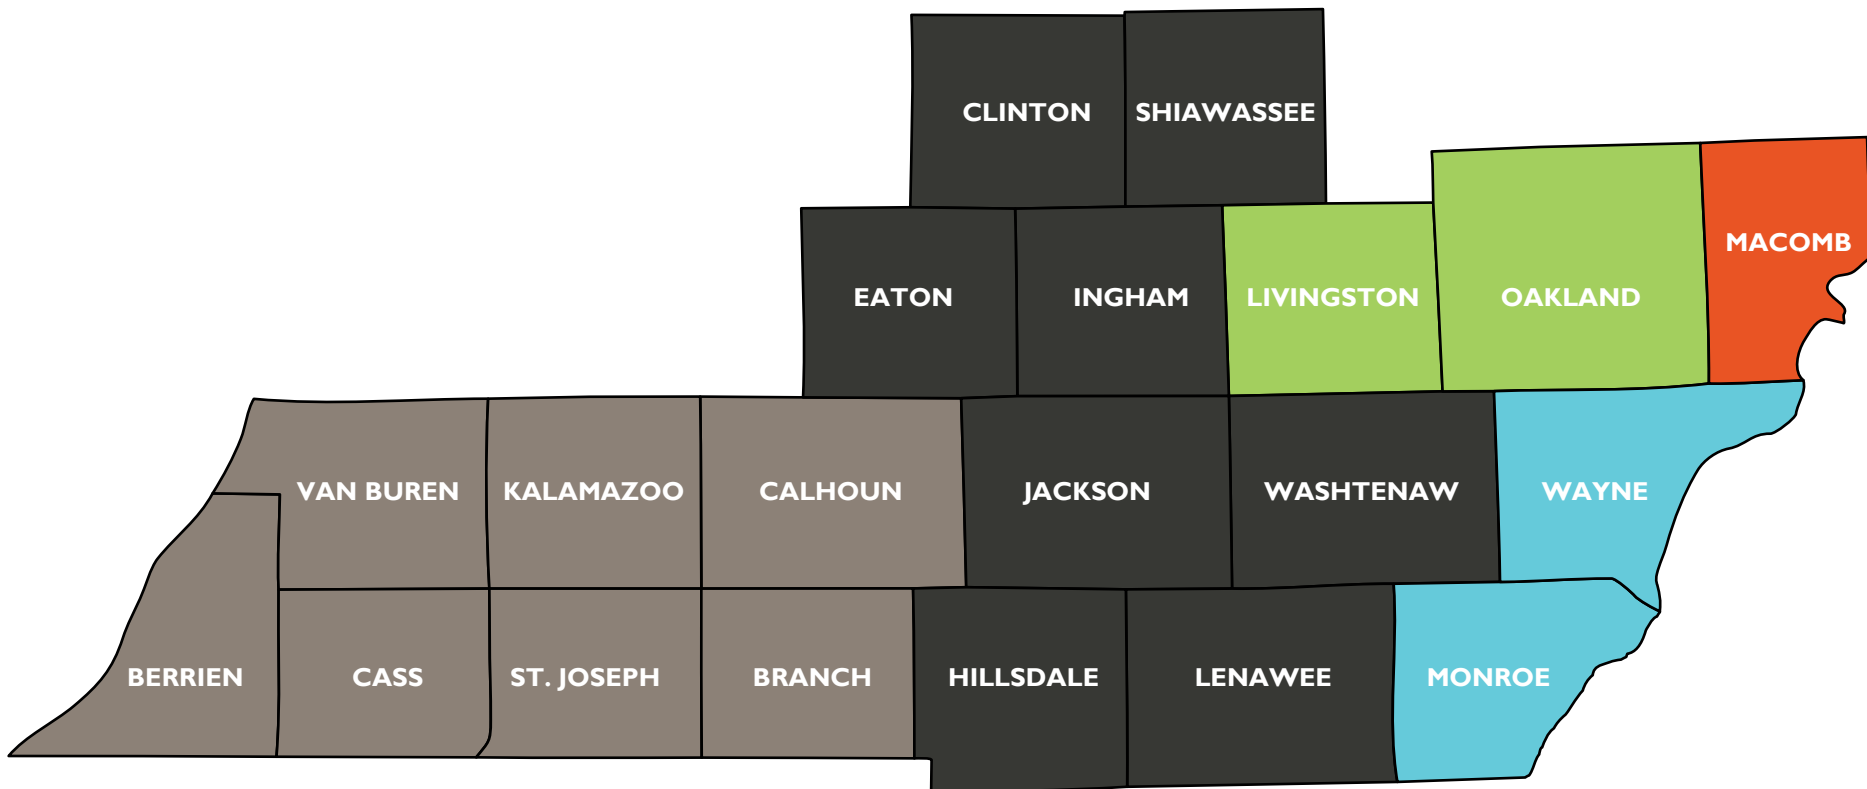 CLINTON
SHIAWASSEE
MACOMB
EATON
INGHAM
LIVINGSTON
OAKLAND
VAN BUREN
KALAMAZOO
CALHOUN
JACKSON
WASHTENAW
WAYNE
BERRIEN
CASS
ST. JOSEPH
BRANCH
HILLSDALE
LENAWEE
MONROE